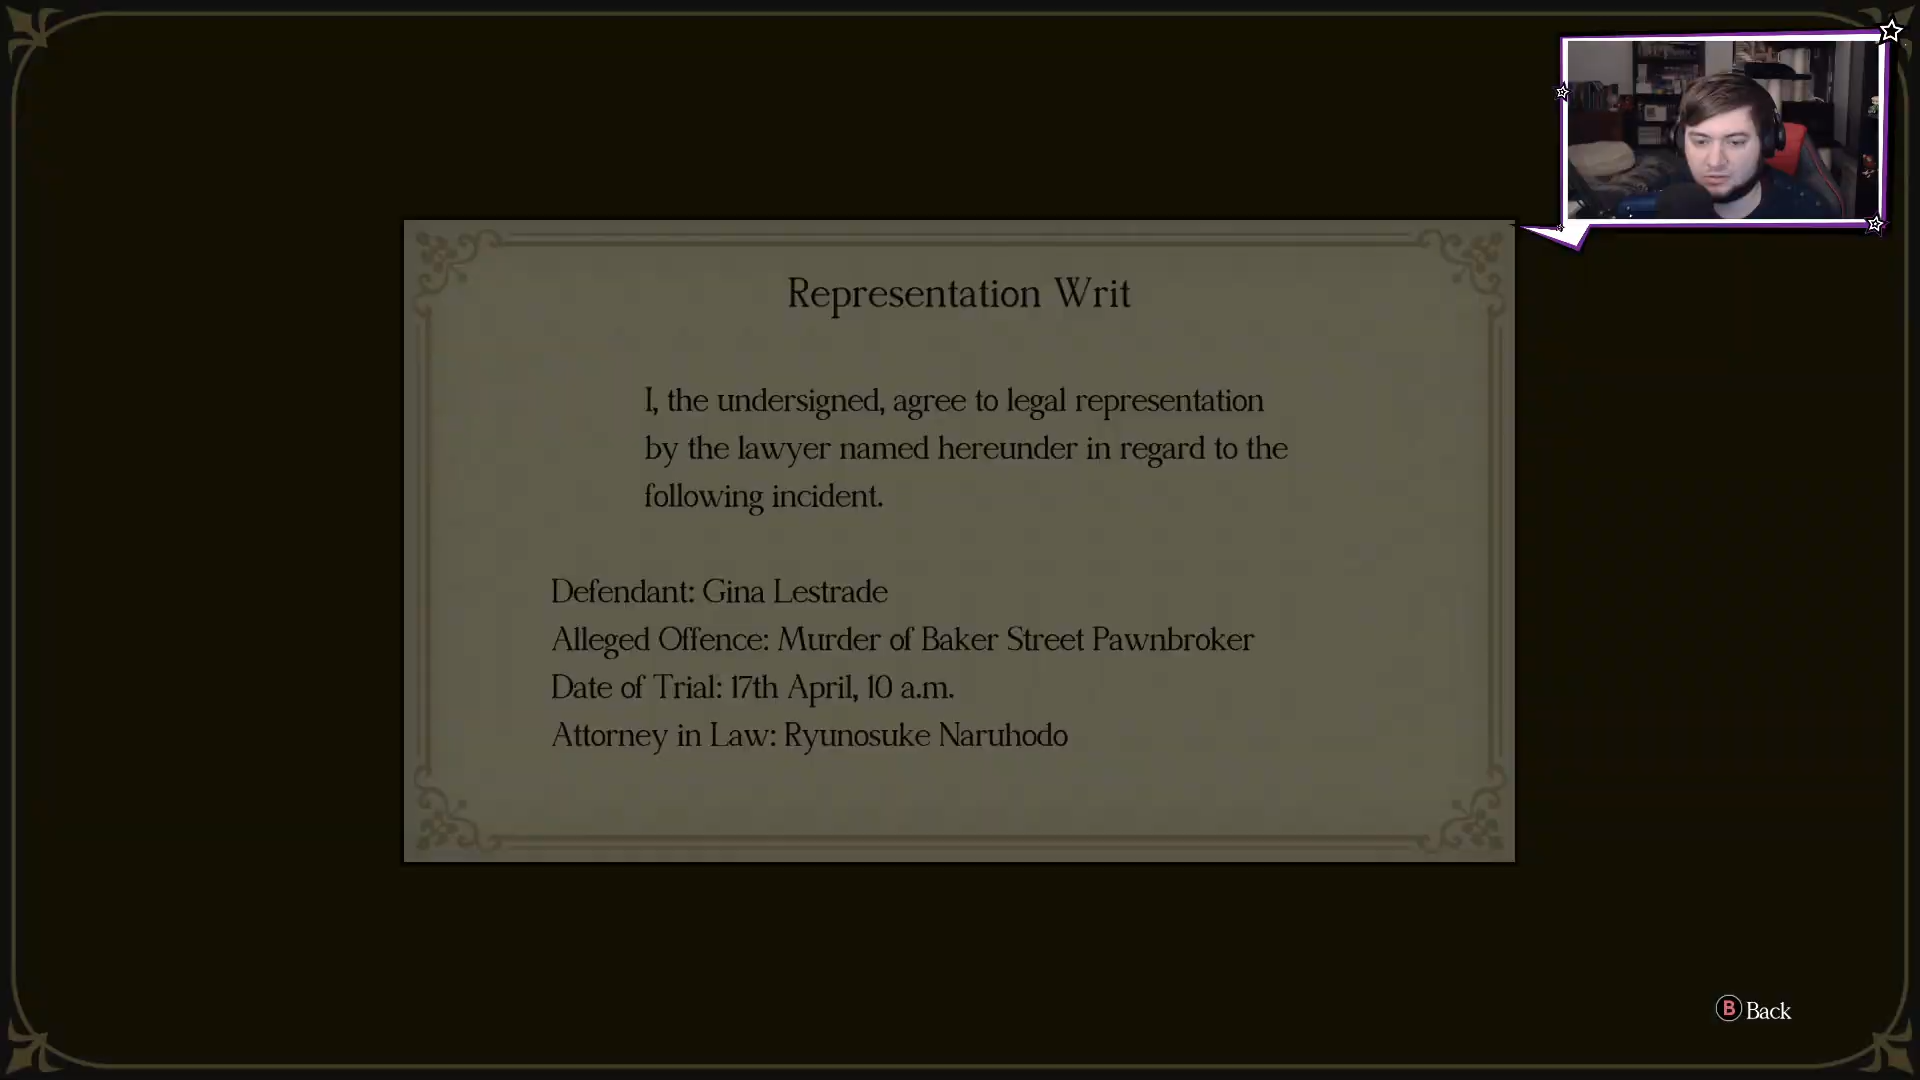 Representation Writ
I, the undersigned, agree to legal representation
by the lawyer named hereunder in regard to the
following incident.
Defendant: Gina Lestrade
Alleged Offence: Murder of Baker Street Pawnbroker
Date of Trial: 17th April, 10 a.m.
Attorney in Law: Ryunosuke Naruhodo
B Back